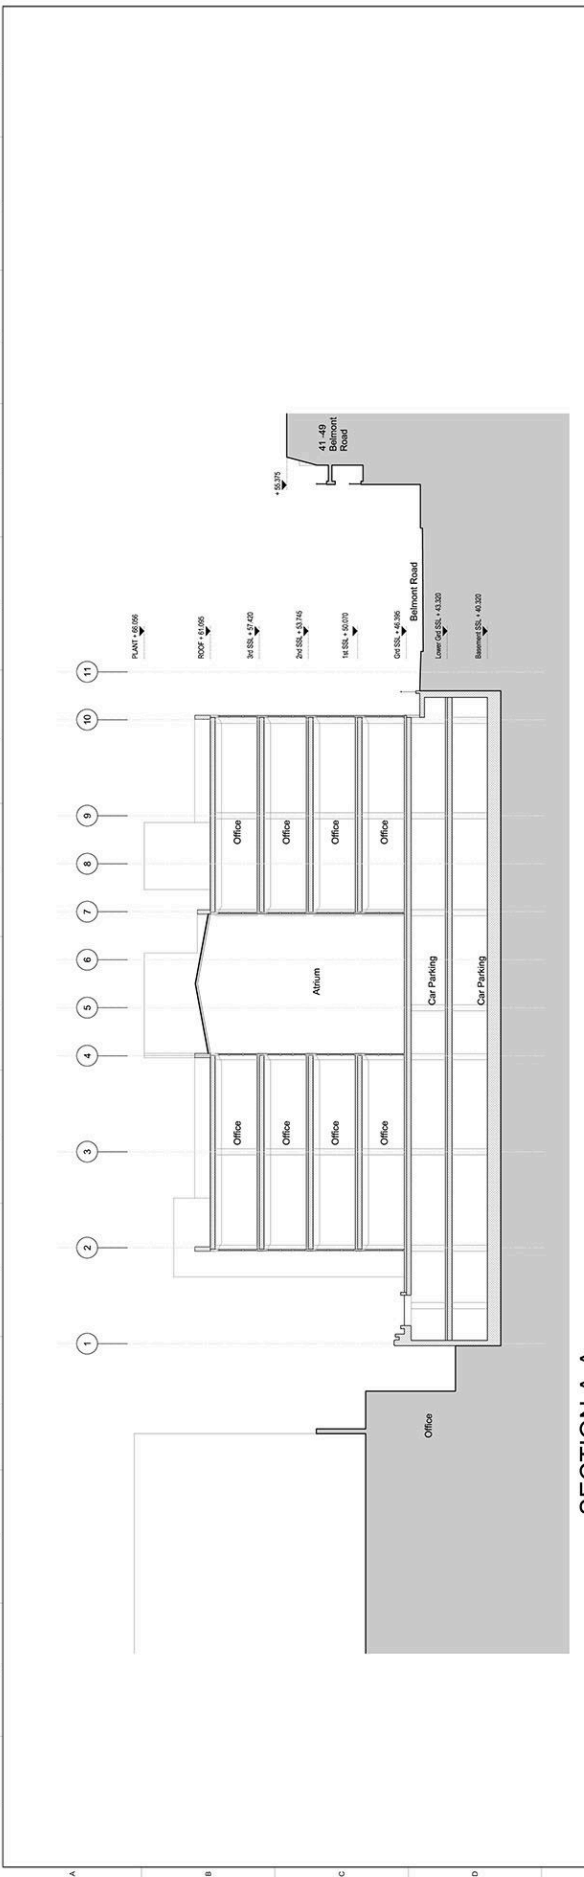 1
2
3
4
5
6
7
8
9
10
11
PLANT + 66.056
ROOF + 61.095
3rd SSL + 57.420
2nd SSL + 53.745
1st SSL + 50.070
Grd SSL + 46.395
Lower Grd SSL + 43.320
Basement SSL + 40.320
+ 55.375
41 -49
Belmont
Road
Belmont Road
Office
Office
Office
Office
Office
Office
Office
Office
Atrium
Car Parking
Car Parking
Office
A
B
C
D
SECTION A-A